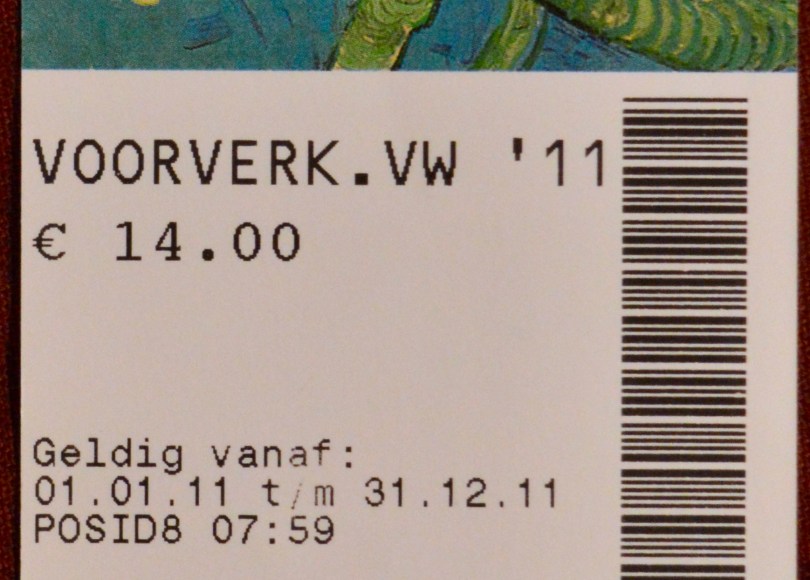 VOORVERK.VW '11
€ 14.00
Geldig vanaf:
01.01.11 t/m 31.12.11
POSID8 07:59